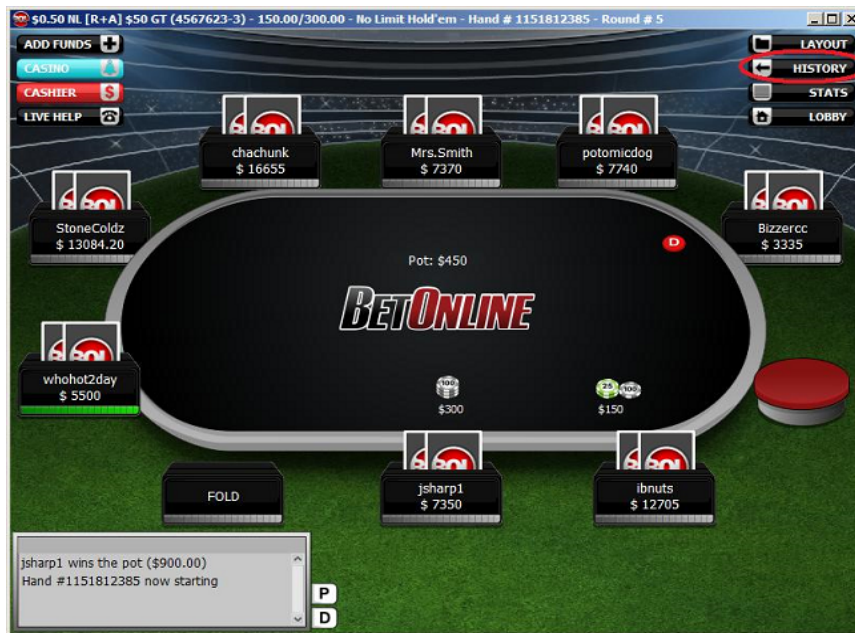 $0.50 NL [R+A] $50 GT (4567623-3) - 150.00/300.00 - No Limit Hold'em - Hand # 1151812385 - Round # 5
ADD FUNDS
LAYOUT
CASINO
HISTORY
CASHIER $
STATS
LIVE HELP
LOBBY
chachunk
$ 16655
Mrs.Smith
$ 7370
potomicdog
$ 7740
StoneColdz
$ 13084.20
Bizzercc
$ 3335
D
Pot: $450
BETONLINE
whohot2day
$ 5500
100
$300
25 100
$150
FOLD
jsharp1
$ 7350
ibnuts
$ 12705
jsharp1 wins the pot ($900.00)
Hand #1151812385 now starting
P
D